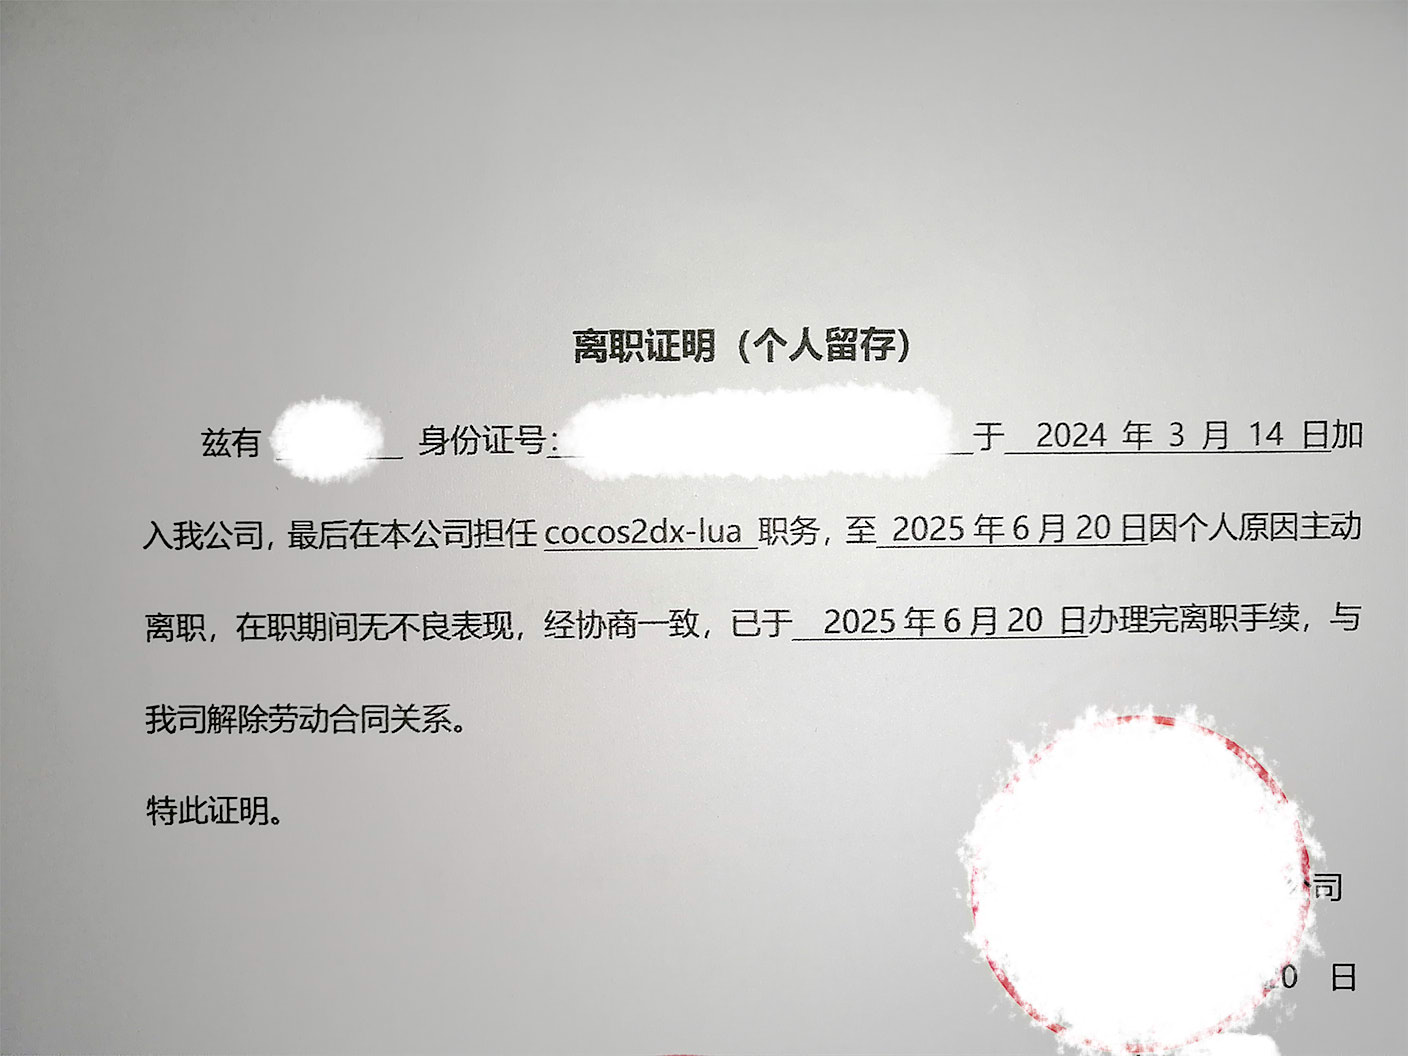 离职证明（个人留存）
兹有 身份证号： 于 2024 年 3 月 14 日加
入我公司，最后在本公司担任 cocos2dx-lua 职务，至 2025 年 6 月 20 日因个人原因主动
离职，在职期间无不良表现，经协商一致，已于 2025 年 6 月 20 日办理完离职手续，与
我司解除劳动合同关系。
特此证明。
司
0 日